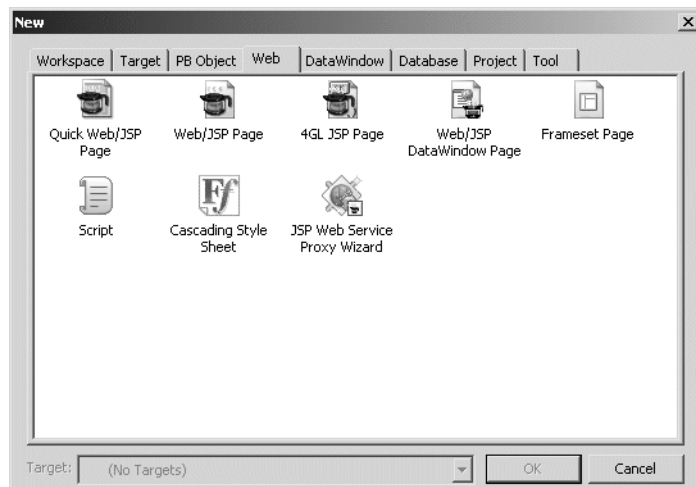 New
Workspace Target PB Object Web DataWindow Database Project Tool
Quick Web/JSP Page
Web/JSP Page
4GL JSP Page
Web/JSP DataWindow Page
Frameset Page
Script
Cascading Style Sheet
JSP Web Service Proxy Wizard
Target: (No Targets) OK Cancel